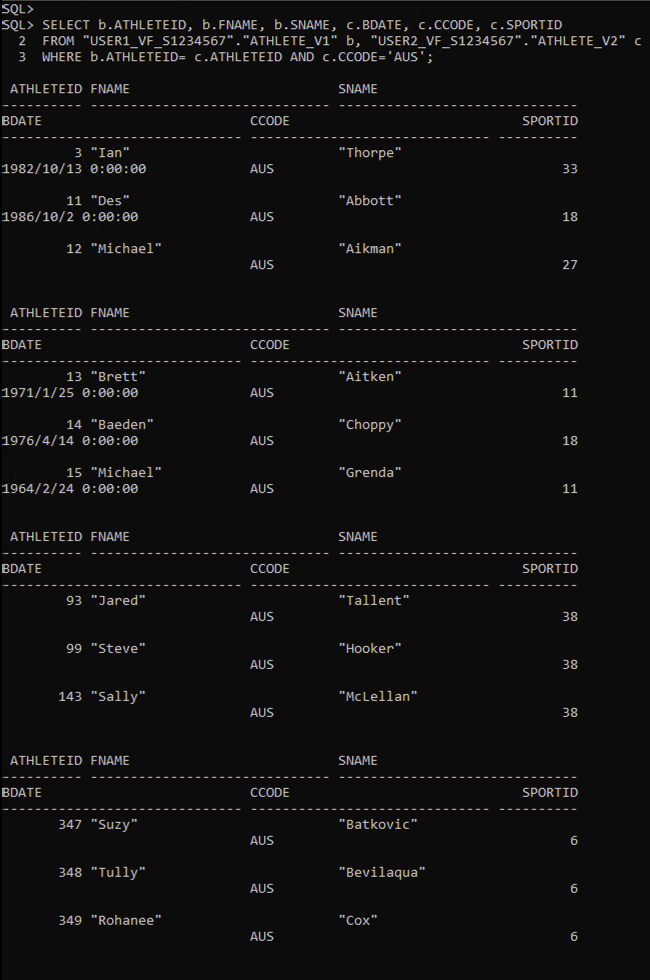 SQL>
SQL> SELECT b.ATHLETEID, b.FNAME, b.SNAME, c.BDATE, c.CCODE, c.SPORTID
  2  FROM "USER1_VF_S1234567"."ATHLETE_V1" b, "USER2_VF_S1234567"."ATHLETE_V2" c
  3  WHERE b.ATHLETEID= c.ATHLETEID AND c.CCODE='AUS';

 ATHLETEID FNAME                          SNAME
---------- ------------------------------ ------------------------------
BDATE                          CCODE                             SPORTID
------------------------------ ------------------------------ ----------
         3 "Ian"                          "Thorpe"
1982/10/13 0:00:00             AUS                                    33

        11 "Des"                          "Abbott"
1986/10/2 0:00:00              AUS                                    18

        12 "Michael"                      "Aikman"
                               AUS                                    27


 ATHLETEID FNAME                          SNAME
---------- ------------------------------ ------------------------------
BDATE                          CCODE                             SPORTID
------------------------------ ------------------------------ ----------
        13 "Brett"                        "Aitken"
1971/1/25 0:00:00              AUS                                    11

        14 "Baeden"                       "Choppy"
1976/4/14 0:00:00              AUS                                    18

        15 "Michael"                      "Grenda"
1964/2/24 0:00:00              AUS                                    11


 ATHLETEID FNAME                          SNAME
---------- ------------------------------ ------------------------------
BDATE                          CCODE                             SPORTID
------------------------------ ------------------------------ ----------
        93 "Jared"                        "Tallent"
                               AUS                                    38

        99 "Steve"                        "Hooker"
                               AUS                                    38

       143 "Sally"                        "McLellan"
                               AUS                                    38


 ATHLETEID FNAME                          SNAME
---------- ------------------------------ ------------------------------
BDATE                          CCODE                             SPORTID
------------------------------ ------------------------------ ----------
       347 "Suzy"                         "Batkovic"
                               AUS                                     6

       348 "Tully"                        "Bevilaqua"
                               AUS                                     6

       349 "Rohanee"                      "Cox"
                               AUS                                     6